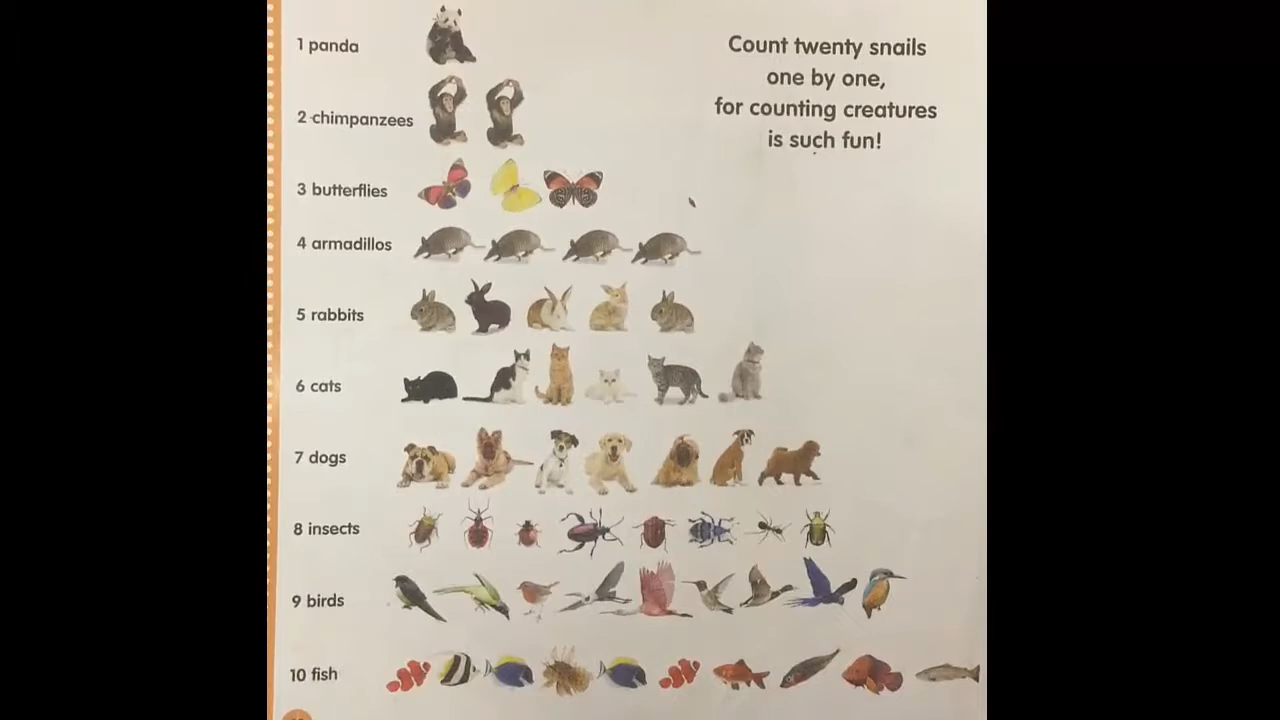 1 panda
Count twenty snails
one by one,
for counting creatures
is such fun!
2 chimpanzees
3 butterflies
4 armadillos
5 rabbits
6 cats
7 dogs
8 insects
9 birds
10 fish